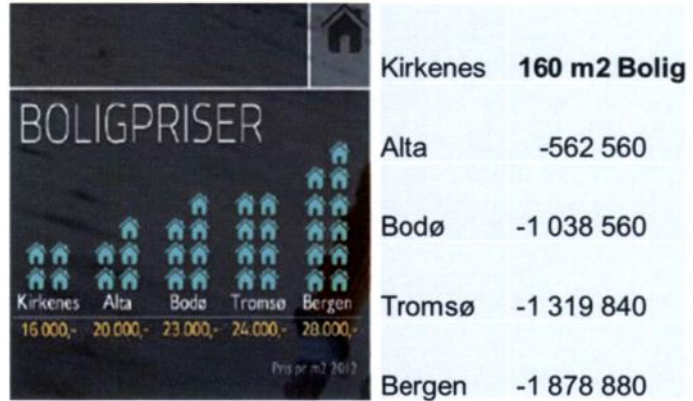 BOLIGPRISER
Kirkenes Alta Bodø Tromsø Bergen
16 000,- 20 000,- 23 000,- 24 000,- 28 000,-
Pris pr m2 2012
Kirkenes 160 m2 Bolig
Alta -562 560
Bodø -1 038 560
Tromsø -1 319 840
Bergen -1 878 880